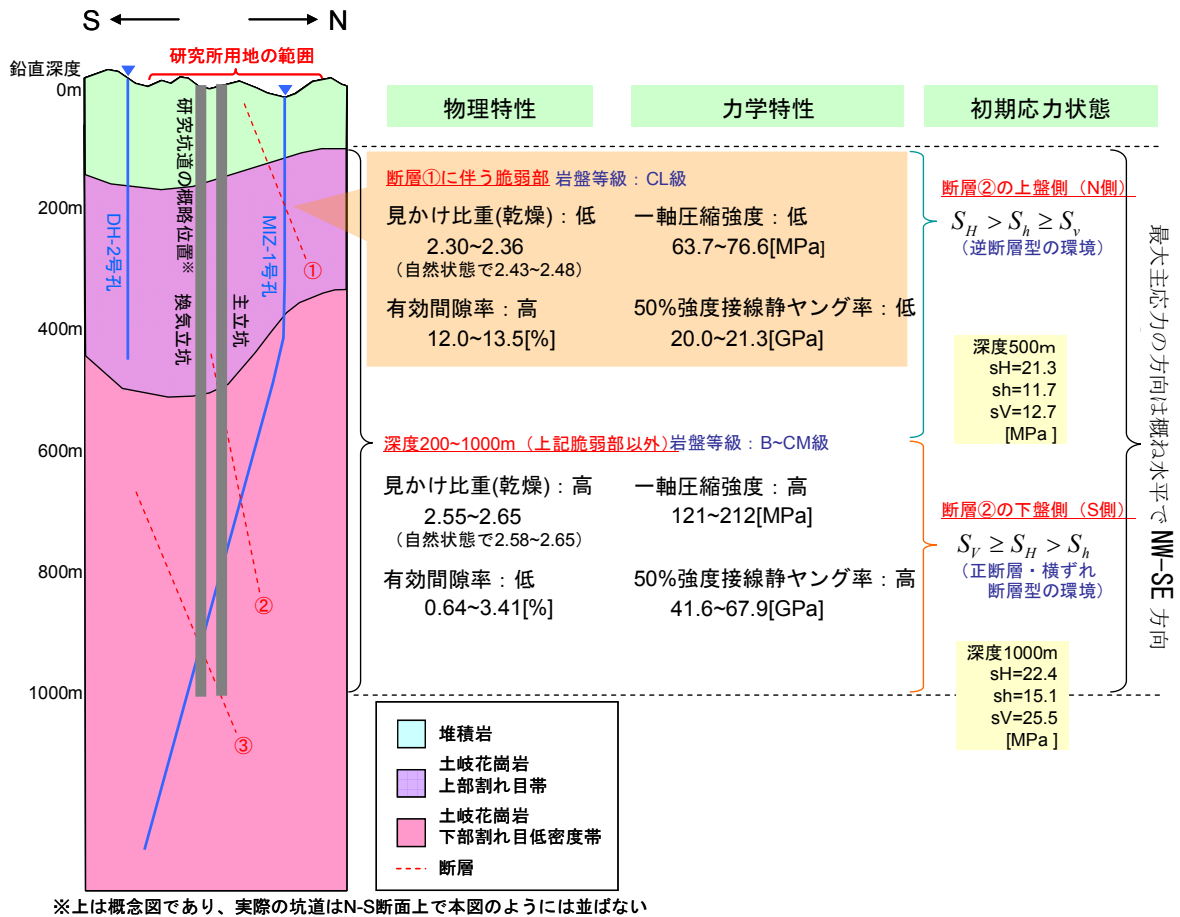 S N
研究所用地の範囲
鉛直深度
0m
200m
400m
600m
800m
1000m
DH-2号孔
研究坑道の概略位置※
換気立坑
主立坑
MIZ-1号孔
①
②
③
物理特性
力学特性
初期応力状態
断層①に伴う脆弱部 岩盤等級：CL級
見かけ比重(乾燥)：低
2.30~2.36
（自然状態で2.43~2.48）
有効間隙率：高
12.0~13.5[%]
一軸圧縮強度：低
63.7~76.6[MPa]
50%強度接線静ヤング率：低
20.0~21.3[GPa]
深度200~1000m（上記脆弱部以外）岩盤等級：B~CM級
見かけ比重(乾燥)：高
2.55~2.65
（自然状態で2.58~2.65）
有効間隙率：低
0.64~3.41[%]
一軸圧縮強度：高
121~212[MPa]
50%強度接線静ヤング率：高
41.6~67.9[GPa]
断層②の上盤側（N側）
S_H > S_h ≥ S_v
（逆断層型の環境）
深度500m
sH=21.3
sh=11.7
sV=12.7
[MPa ]
断層②の下盤側（S側）
S_V ≥ S_H > S_h
（正断層・横ずれ
断層型の環境）
深度1000m
sH=22.4
sh=15.1
sV=25.5
[MPa ]
最大主応力の方向は概ね水平でNW-SE 方向
堆積岩
土岐花崗岩
上部割れ目帯
土岐花崗岩
下部割れ目低密度帯
断層
※上は概念図であり、実際の坑道はN-S断面上で本図のようには並ばない